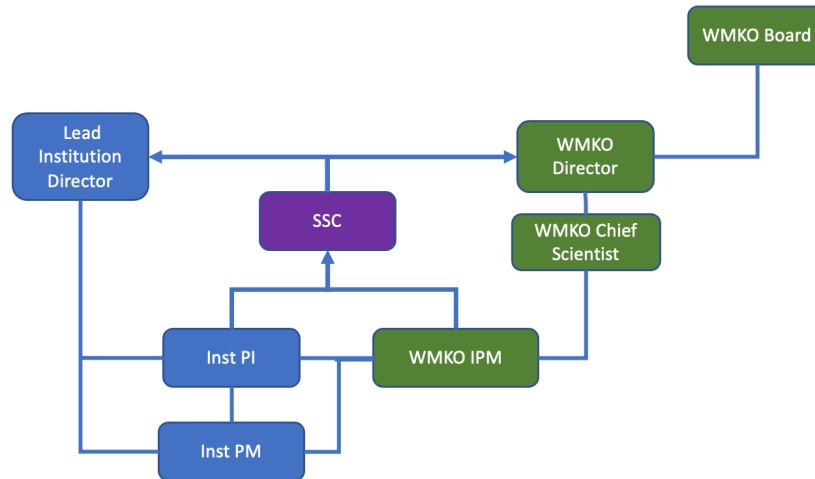 WMKO Board
Lead
Institution
Director
WMKO
Director
SSC
WMKO Chief
Scientist
Inst PI
WMKO IPM
Inst PM